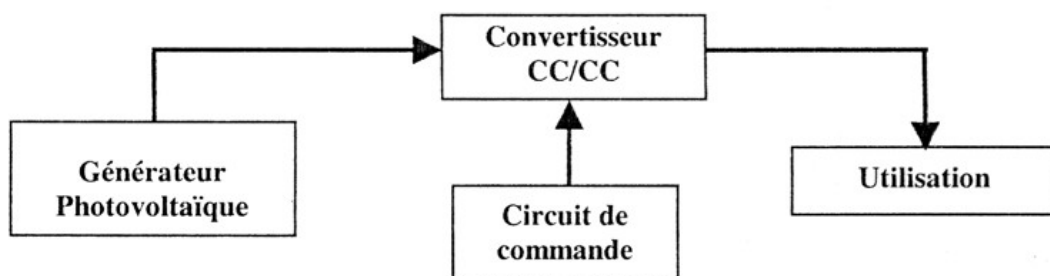 Convertisseur
CC/CC
Générateur
Photovoltaïque
Circuit de
commande
Utilisation